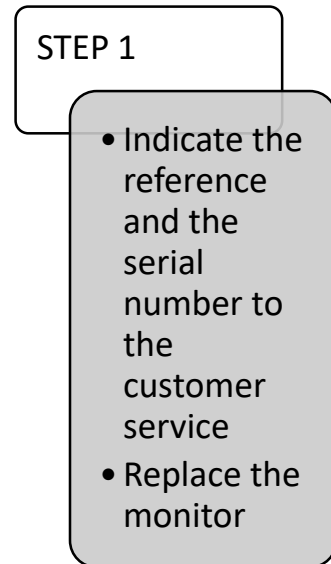 STEP 1
• Indicate the
reference
and the
serial
number to
the
customer
service
• Replace the
monitor